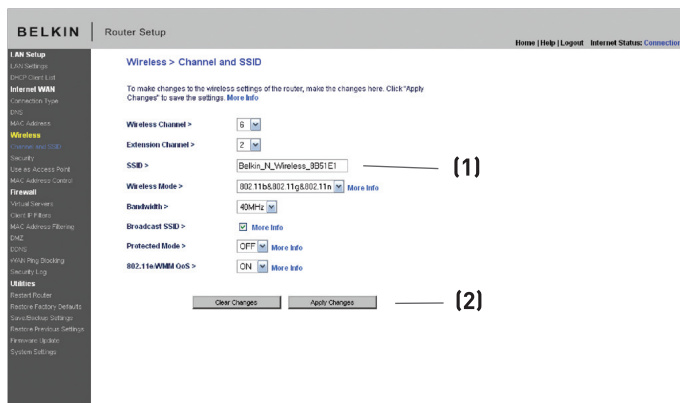 BELKIN | Router Setup
Home | Help | Logout Internet Status: Connection
LAN Setup
LAN Settings
DHCP Client List
Internet WAN
Connection Type
DNS
MAC Address
Wireless
Channel and SSID
Security
Use as Access Point
MAC Address Control
Firewall
Virtual Servers
Client IP Filters
MAC Address Filtering
DMZ
DDNS
WAN Ping Blocking
Security Log
Utilities
Restart Router
Restore Factory Defaults
Save/Backup Settings
Restore Previous Settings
Firmware Update
System Settings
Wireless > Channel and SSID
To make changes to the wireless settings of the router, make the changes here. Click "Apply
Changes" to save the settings. More Info
Wireless Channel > 6
Extension Channel > 2
SSID > Belkin_N_Wireless_8B51E1 (1)
Wireless Mode > 802.11b&802.11g&802.11n More Info
Bandwidth > 40MHz
Broadcast SSID > More Info
Protected Mode > OFF More Info
802.11e/WMM QoS > ON More Info
Clear Changes Apply Changes (2)